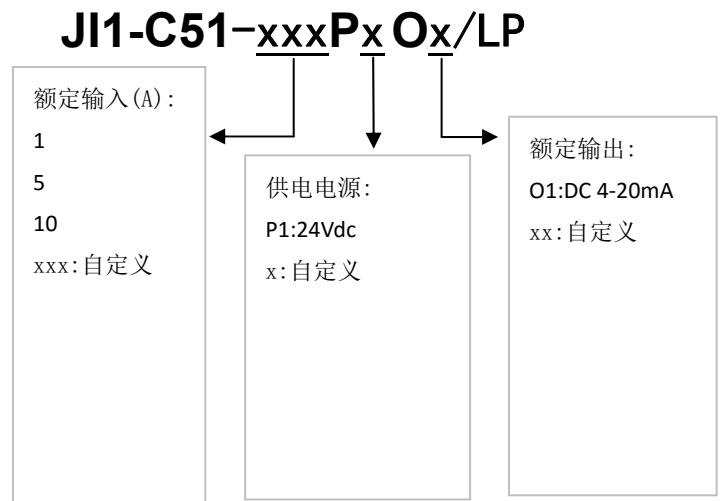 JI1-C51-xxxPx Ox/LP
额定输入(A):
1
5
10
xxx:自定义
供电电源:
P1:24Vdc
x:自定义
额定输出:
O1:DC 4-20mA
xx:自定义